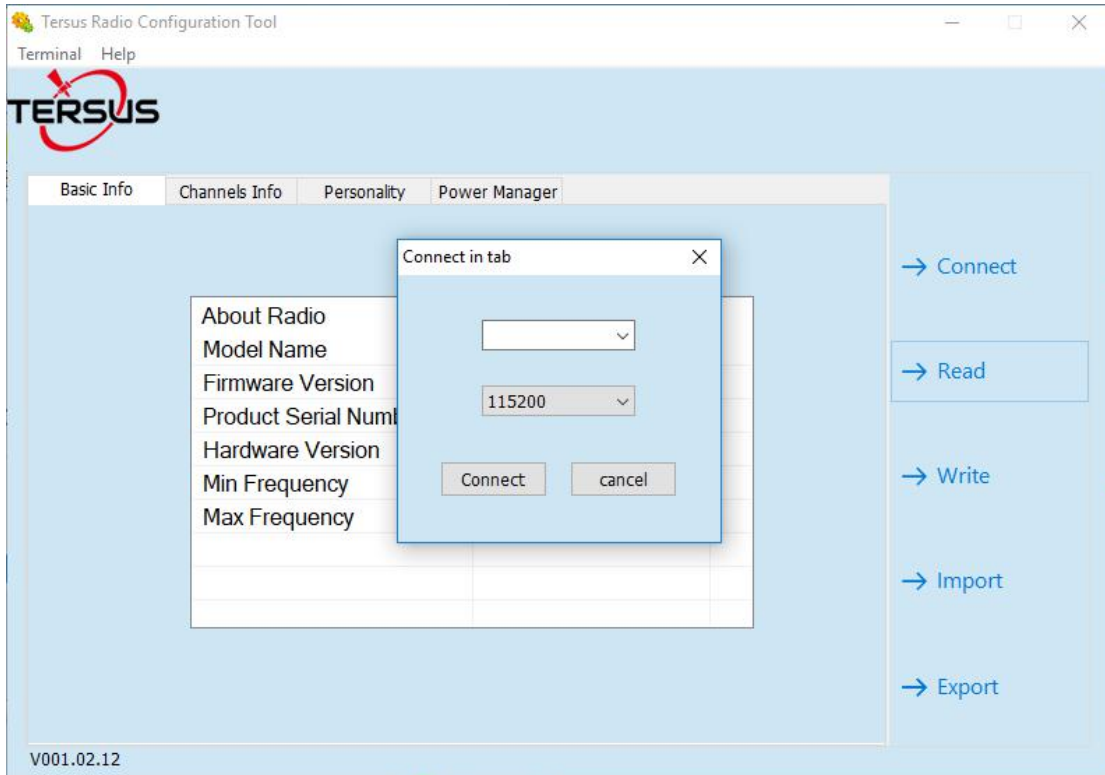 Tersus Radio Configuration Tool
Terminal Help
TERSUS
Basic Info Channels Info Personality Power Manager
Connect in tab
Connect
About Radio
Model Name
Read
Firmware Version
115200
Product Serial Numb
Hardware Version
Min Frequency
Connect cancel
Write
Max Frequency
Import
Export
V001.02.12